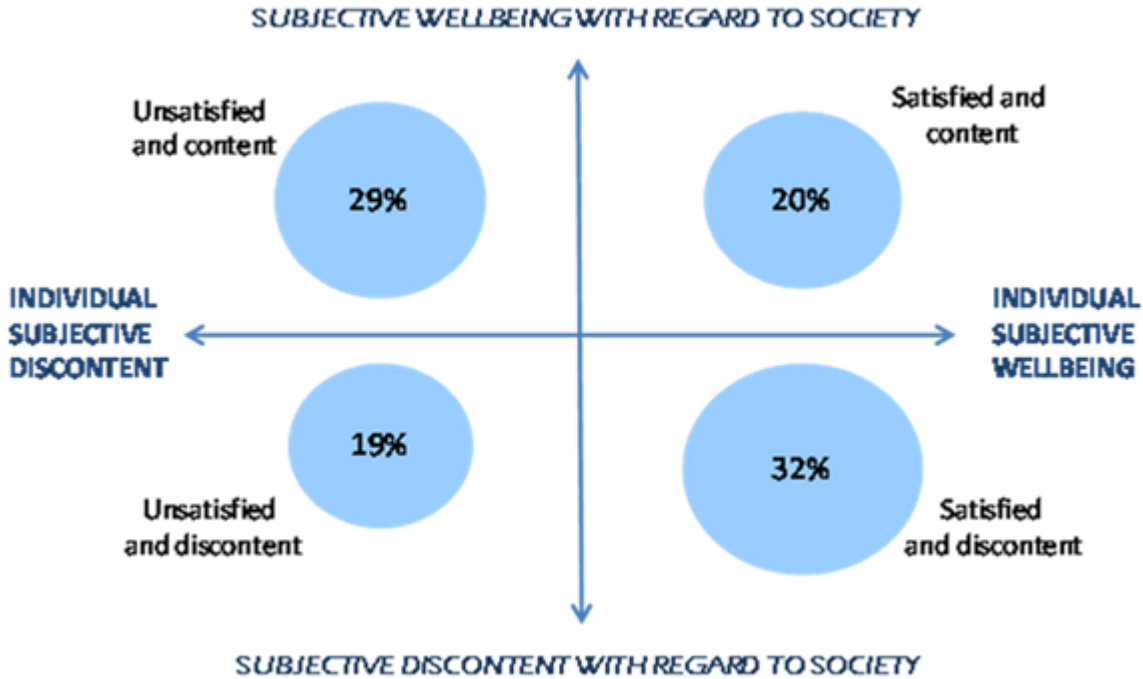 SUBJECTIVE WELLBEING WITH REGARD TO SOCIETY
Unsatisfied
and content
Satisfied and
content
29%
20%
INDIVIDUAL
SUBJECTIVE
DISCONTENT
INDIVIDUAL
SUBJECTIVE
WELLBEING
19%
32%
Unsatisfied
and discontent
Satisfied
and discontent
SUBJECTIVE DISCONTENT WITH REGARD TO SOCIETY